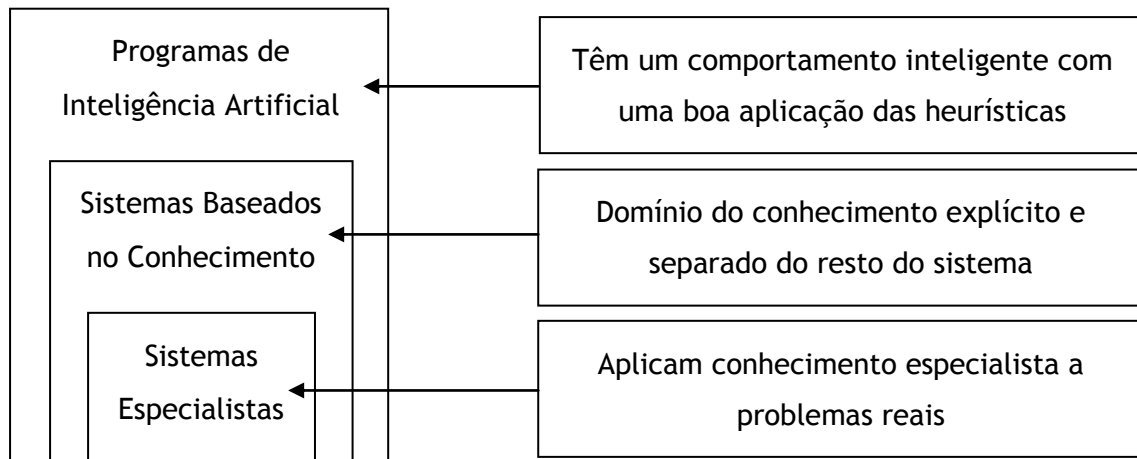 Programas de
Inteligência Artificial
Têm um comportamento inteligente com
uma boa aplicação das heurísticas
Sistemas Baseados
no Conhecimento
Domínio do conhecimento explícito e
separado do resto do sistema
Sistemas
Especialistas
Aplicam conhecimento especialista a
problemas reais